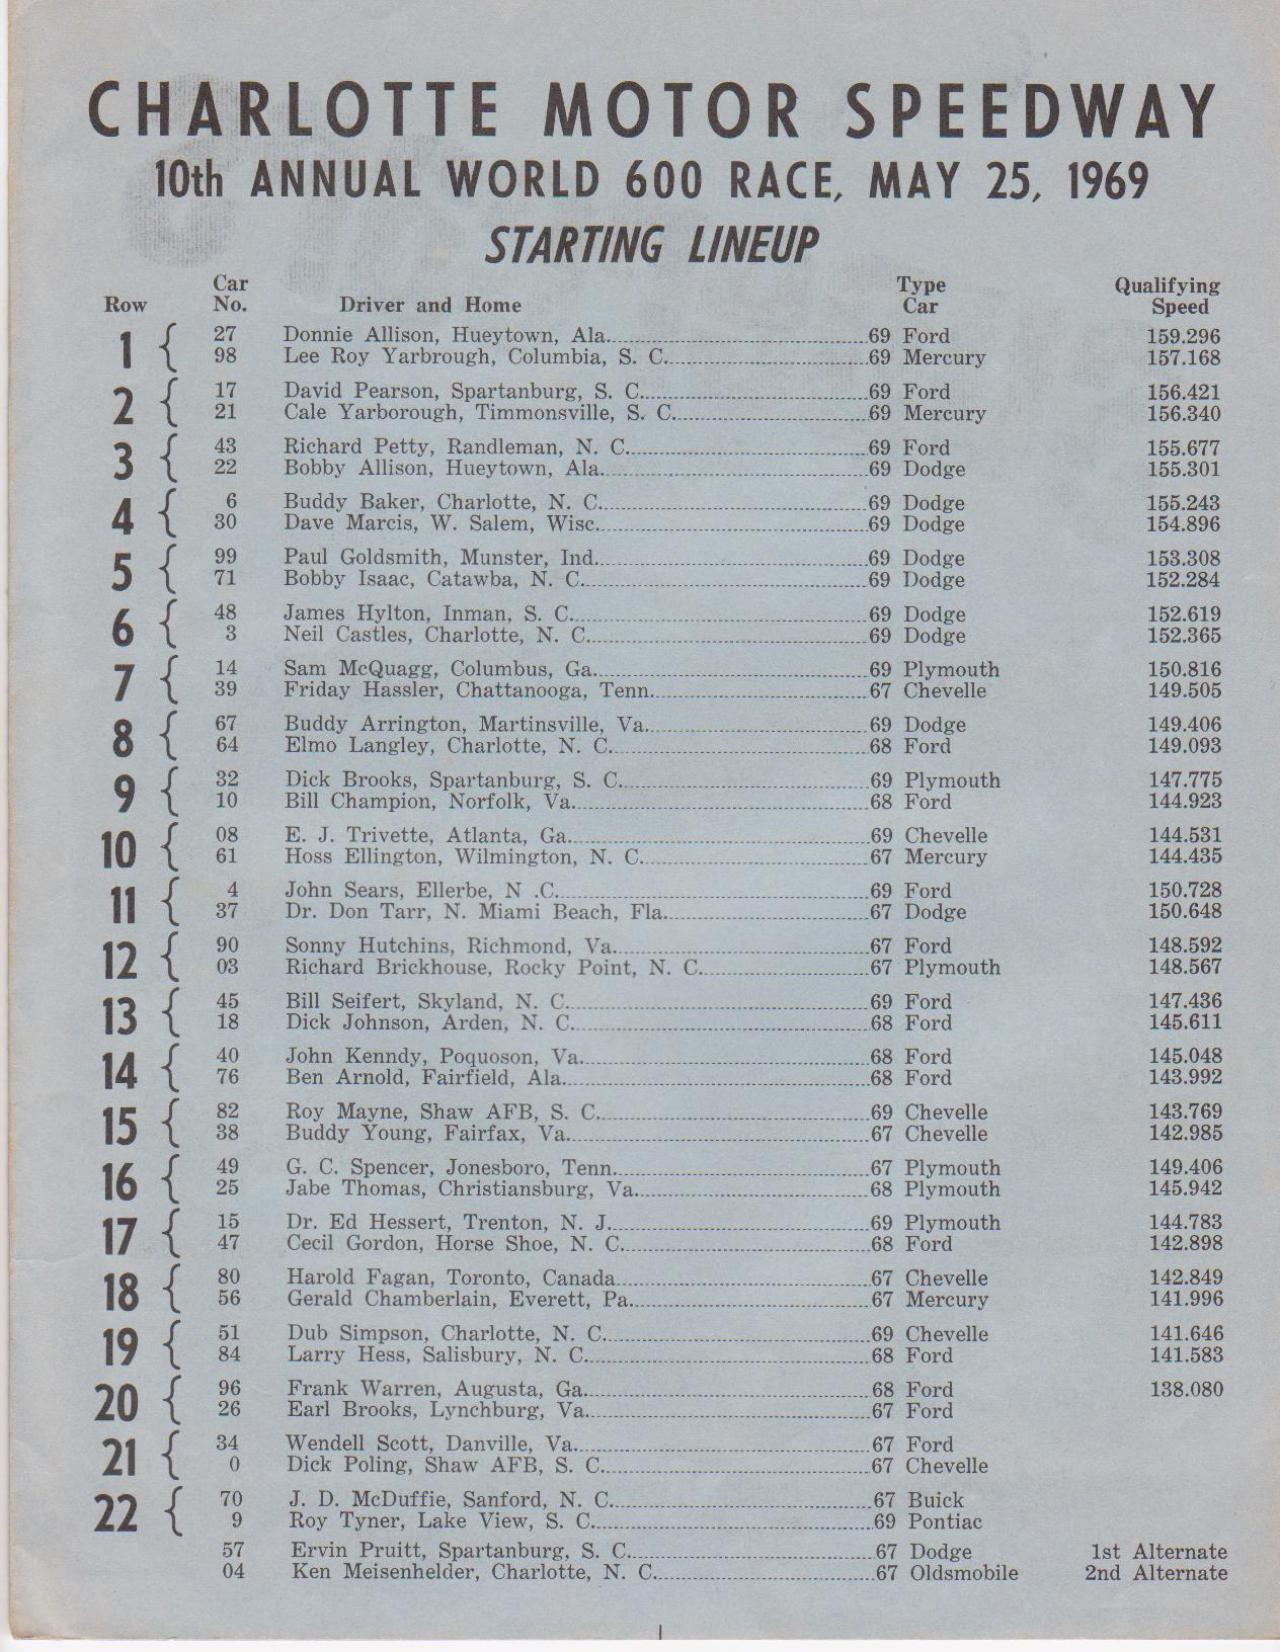 CHARLOTTE MOTOR SPEEDWAY
10th ANNUAL WORLD 600 RACE, MAY 25, 1969
STARTING LINEUP
Row Car No. Driver and Home Type Car Qualifying Speed
1 { 27 Donnie Allison, Hueytown, Ala. 69 Ford 159.296
98 Lee Roy Yarbrough, Columbia, S. C. 69 Mercury 157.168
2 { 17 David Pearson, Spartanburg, S. C. 69 Ford 156.421
21 Cale Yarborough, Timmonsville, S. C. 69 Mercury 156.340
3 { 43 Richard Petty, Randleman, N. C. 69 Ford 155.677
22 Bobby Allison, Hueytown, Ala. 69 Dodge 155.301
4 { 6 Buddy Baker, Charlotte, N. C. 69 Dodge 155.243
30 Dave Marcis, W. Salem, Wisc. 69 Dodge 154.896
5 { 99 Paul Goldsmith, Munster, Ind. 69 Dodge 153.308
71 Bobby Isaac, Catawba, N. C. 69 Dodge 152.284
6 { 48 James Hylton, Inman, S. C. 69 Dodge 152.619
3 Neil Castles, Charlotte, N. C. 69 Dodge 152.365
7 { 14 Sam McQuagg, Columbus, Ga. 69 Plymouth 150.816
39 Friday Hassler, Chattanooga, Tenn. 67 Chevelle 149.505
8 { 67 Buddy Arrington, Martinsville, Va. 69 Dodge 149.406
64 Elmo Langley, Charlotte, N. C. 68 Ford 149.093
9 { 32 Dick Brooks, Spartanburg, S. C. 69 Plymouth 147.775
10 Bill Champion, Norfolk, Va. 68 Ford 144.923
10 { 08 E. J. Trivette, Atlanta, Ga. 69 Chevelle 144.531
61 Hoss Ellington, Wilmington, N. C. 67 Mercury 144.435
11 { 4 John Sears, Ellerbe, N .C. 69 Ford 150.728
37 Dr. Don Tarr, N. Miami Beach, Fla. 67 Dodge 150.648
12 { 90 Sonny Hutchins, Richmond, Va. 67 Ford 148.592
03 Richard Brickhouse, Rocky Point, N. C. 67 Plymouth 148.567
13 { 45 Bill Seifert, Skyland, N. C. 69 Ford 147.436
18 Dick Johnson, Arden, N. C. 68 Ford 145.611
14 { 40 John Kenndy, Poquoson, Va. 68 Ford 145.048
76 Ben Arnold, Fairfield, Ala. 68 Ford 143.992
15 { 82 Roy Mayne, Shaw AFB, S. C. 69 Chevelle 143.769
38 Buddy Young, Fairfax, Va. 67 Chevelle 142.985
16 { 49 G. C. Spencer, Jonesboro, Tenn. 67 Plymouth 149.406
25 Jabe Thomas, Christiansburg, Va. 68 Plymouth 145.942
17 { 15 Dr. Ed Hessert, Trenton, N. J. 69 Plymouth 144.783
47 Cecil Gordon, Horse Shoe, N. C. 68 Ford 142.898
18 { 80 Harold Fagan, Toronto, Canada 67 Chevelle 142.849
56 Gerald Chamberlain, Everett, Pa. 67 Mercury 141.996
19 { 51 Dub Simpson, Charlotte, N. C. 69 Chevelle 141.646
84 Larry Hess, Salisbury, N. C. 68 Ford 141.583
20 { 96 Frank Warren, Augusta, Ga. 68 Ford 138.080
26 Earl Brooks, Lynchburg, Va. 67 Ford
21 { 34 Wendell Scott, Danville, Va. 67 Ford
0 Dick Poling, Shaw AFB, S. C. 67 Chevelle
22 { 70 J. D. McDuffie, Sanford, N. C. 67 Buick
9 Roy Tyner, Lake View, S. C. 69 Pontiac
57 Ervin Pruitt, Spartanburg, S. C. 67 Dodge 1st Alternate
04 Ken Meisenhelder, Charlotte, N. C. 67 Oldsmobile 2nd Alternate